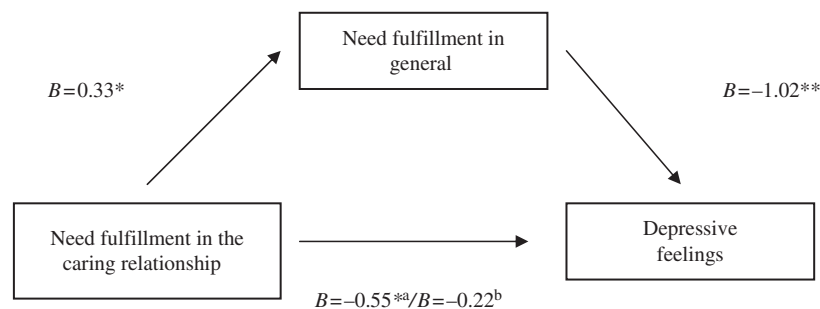 Need fulfillment in
general
B=0.33*
B=–1.02**
Need fulfillment in the
caring relationship
Depressive
feelings
B=–0.55*a/B=–0.22b